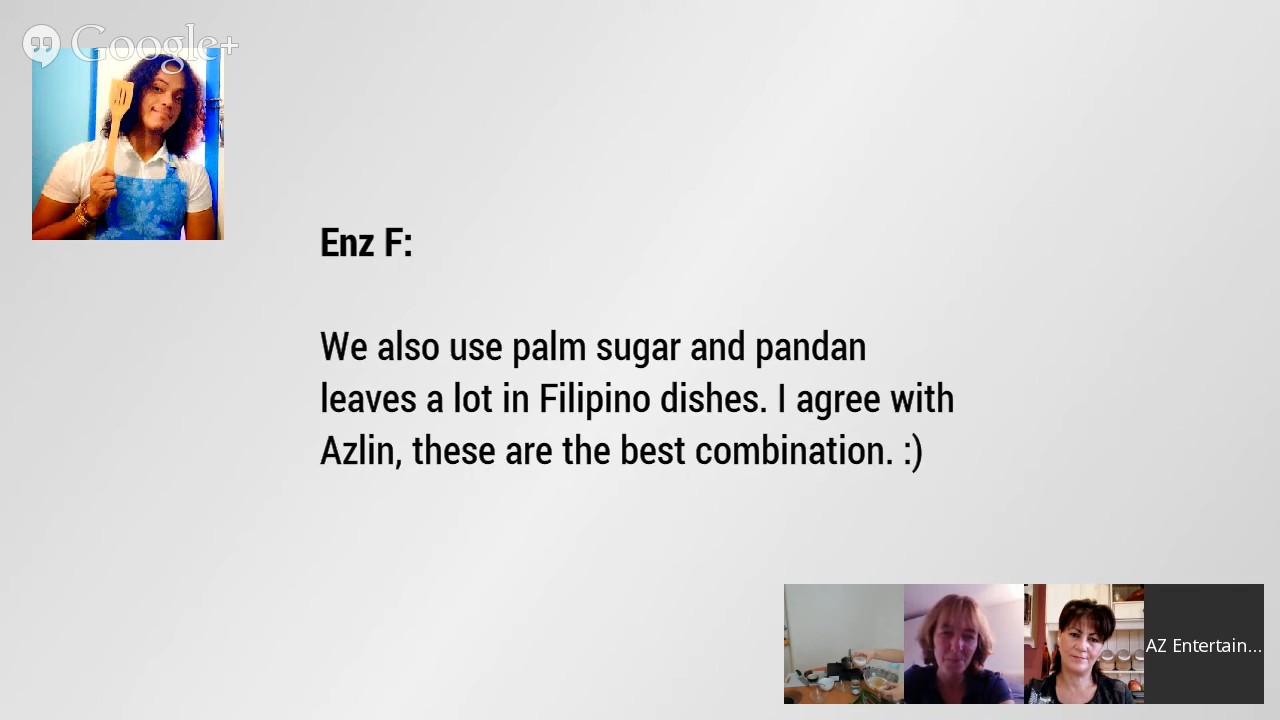 Google+
Enz F:
We also use palm sugar and pandan
leaves a lot in Filipino dishes. I agree with
Azlin, these are the best combination. :)
AZ Entertain...